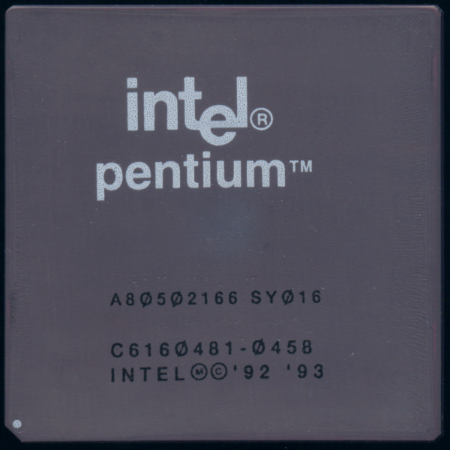 intel®
pentium™
A8Ø5Ø2166 SYØ16
C616Ø481-Ø458
INTEL Ⓜ© '92 '93